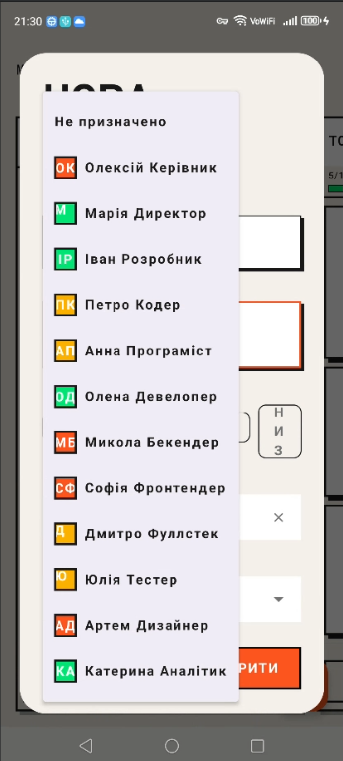 21:30 VoWiFi 100
НОВА
ТО
5/1
Не призначено
ОК Олексій Керівник
М Марія Директор
ІР Іван Розробник
ПК Петро Кодер
АП Анна Програміст
ОД Олена Девелопер
Н
И
З
МБ Микола Бекендер
СФ Софія Фронтендер
Д Дмитро Фуллстек
Ю Юлія Тестер
АД Артем Дизайнер
КА Катерина Аналітик
РИТИ